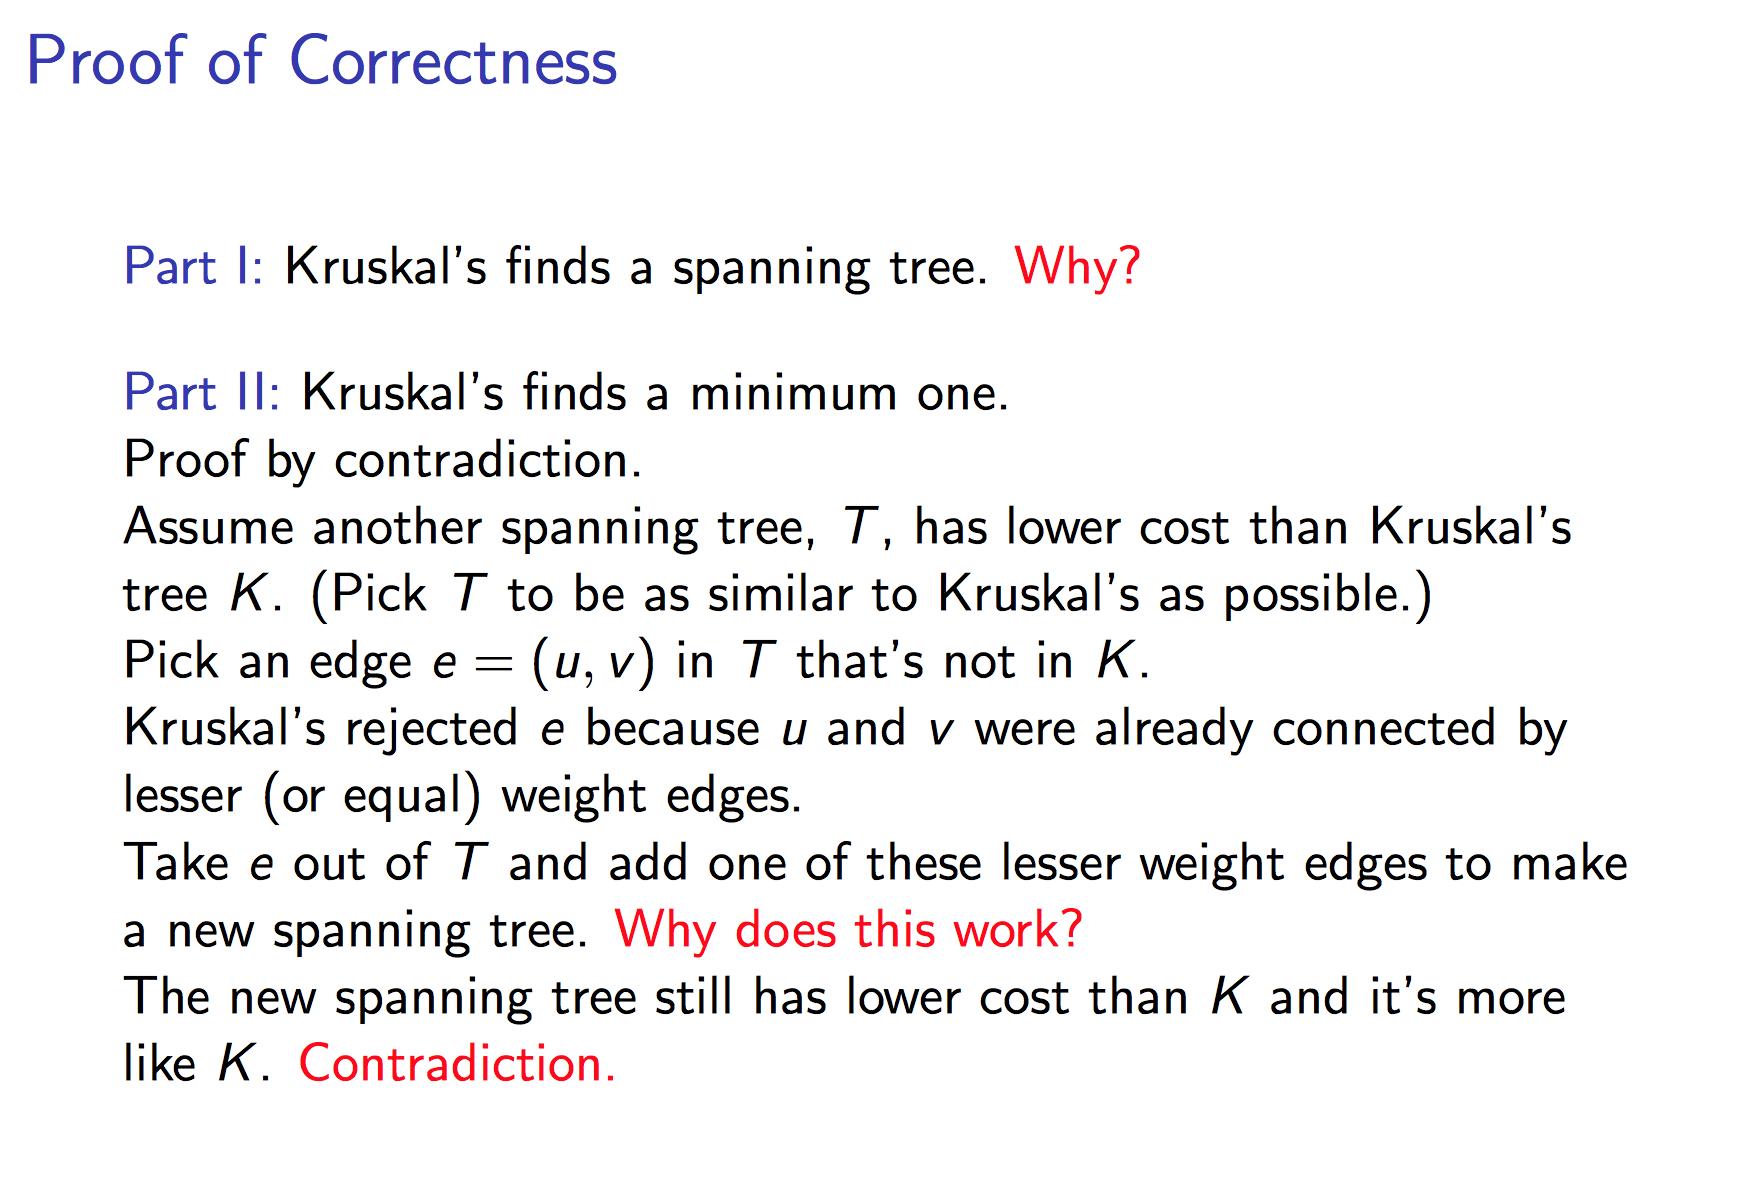 Proof of Correctness
Part I: Kruskal's finds a spanning tree. Why?
Part II: Kruskal's finds a minimum one.
Proof by contradiction.
Assume another spanning tree, T, has lower cost than Kruskal's
tree K. (Pick T to be as similar to Kruskal's as possible.)
Pick an edge e = (u, v) in T that's not in K.
Kruskal's rejected e because u and v were already connected by
lesser (or equal) weight edges.
Take e out of T and add one of these lesser weight edges to make
a new spanning tree. Why does this work?
The new spanning tree still has lower cost than K and it's more
like K. Contradiction.